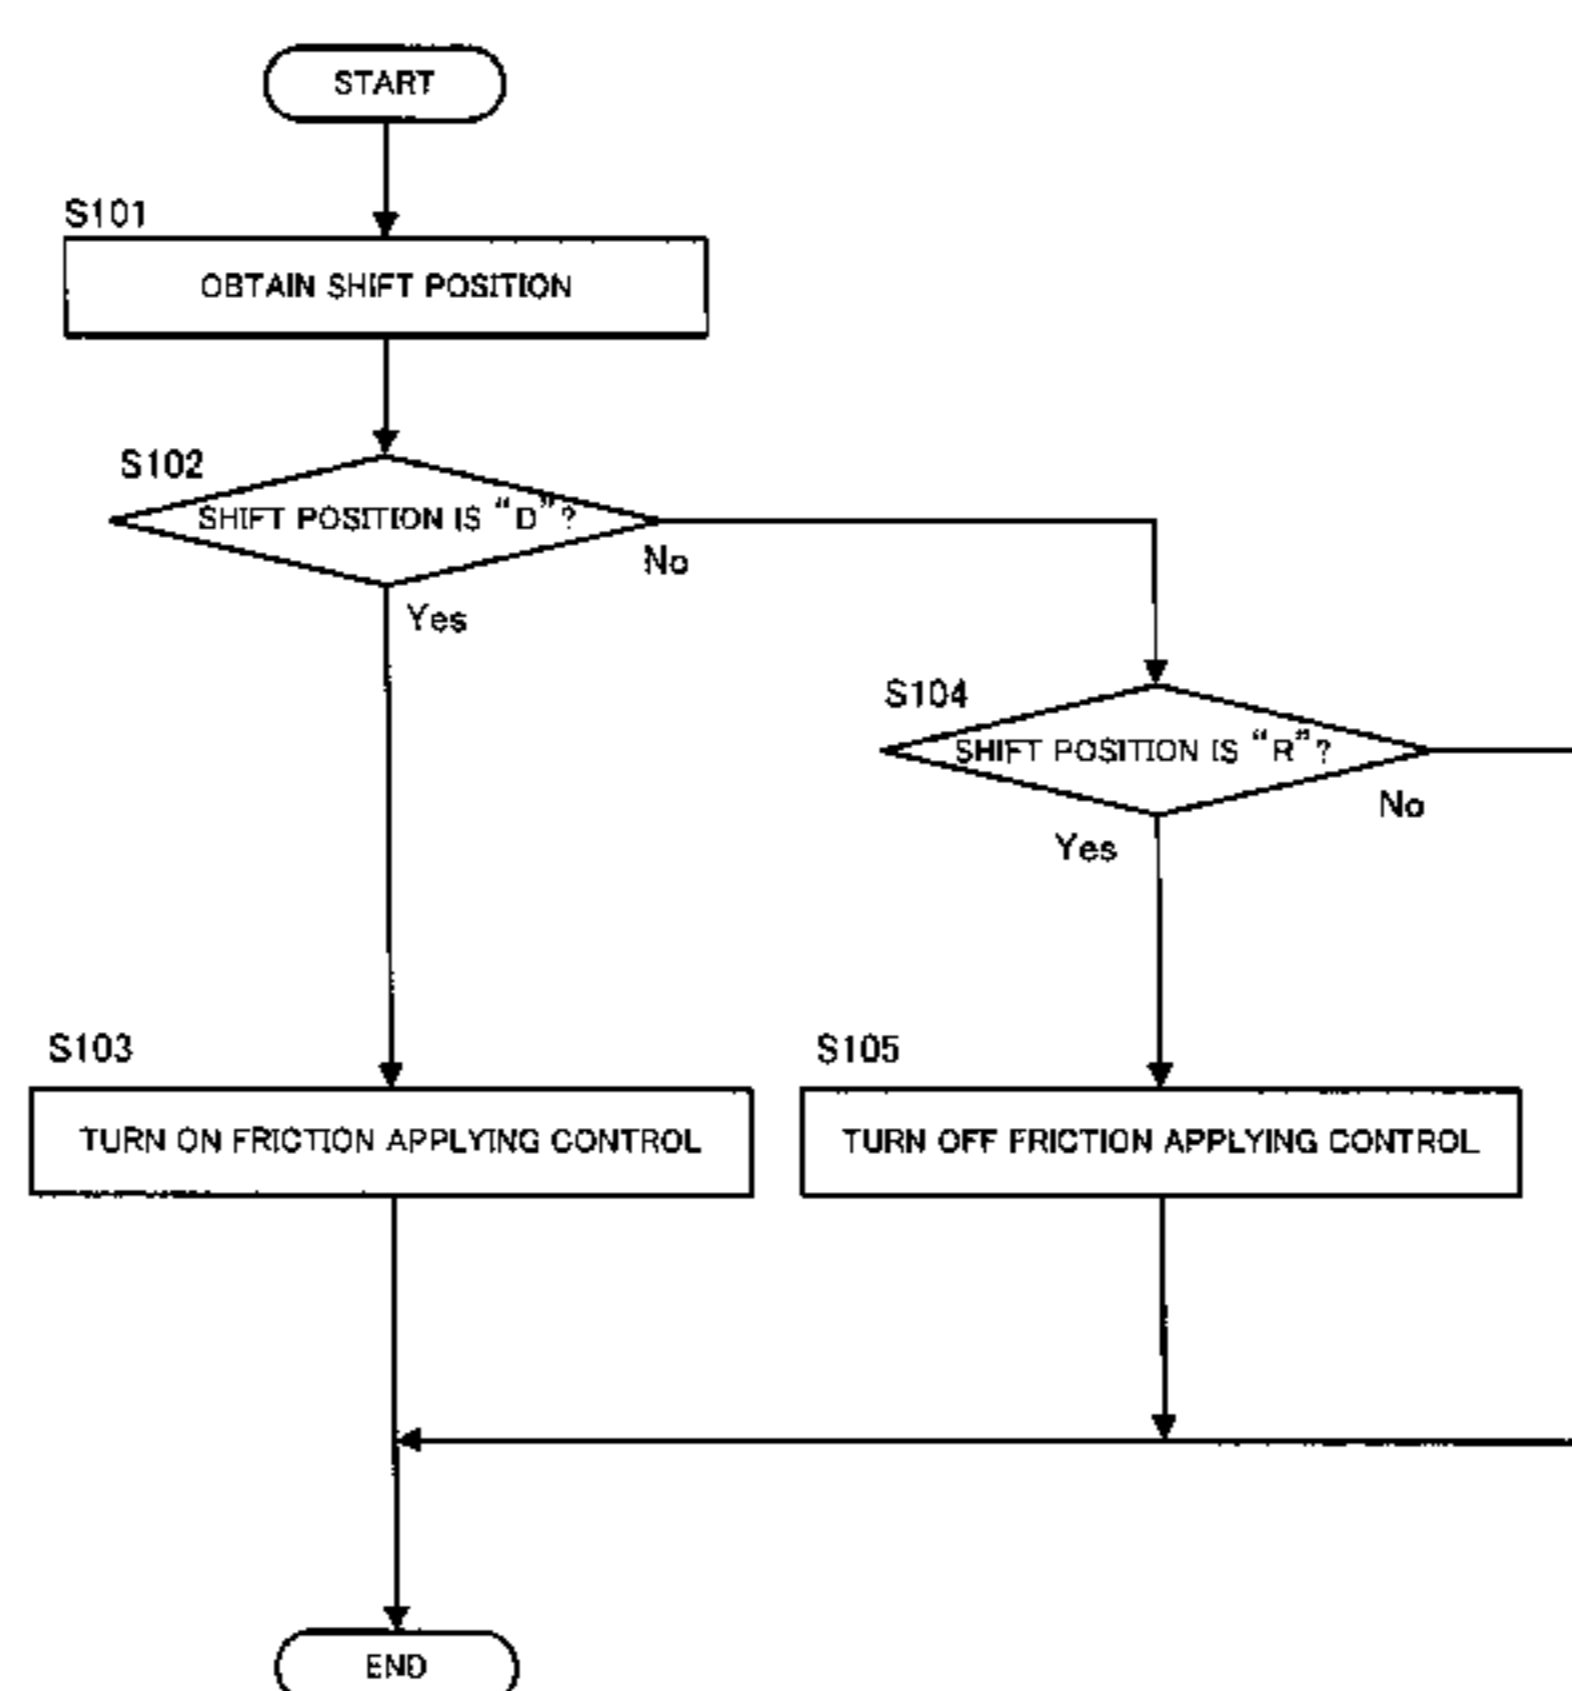 START
S101
OBTAIN SHIFT POSITION
S102
SHIFT POSITION IS “D”?
No
Yes
S104
SHIFT POSITION IS “R”?
No
Yes
S103
TURN ON FRICTION APPLYING CONTROL
S105
TURN OFF FRICTION APPLYING CONTROL
END